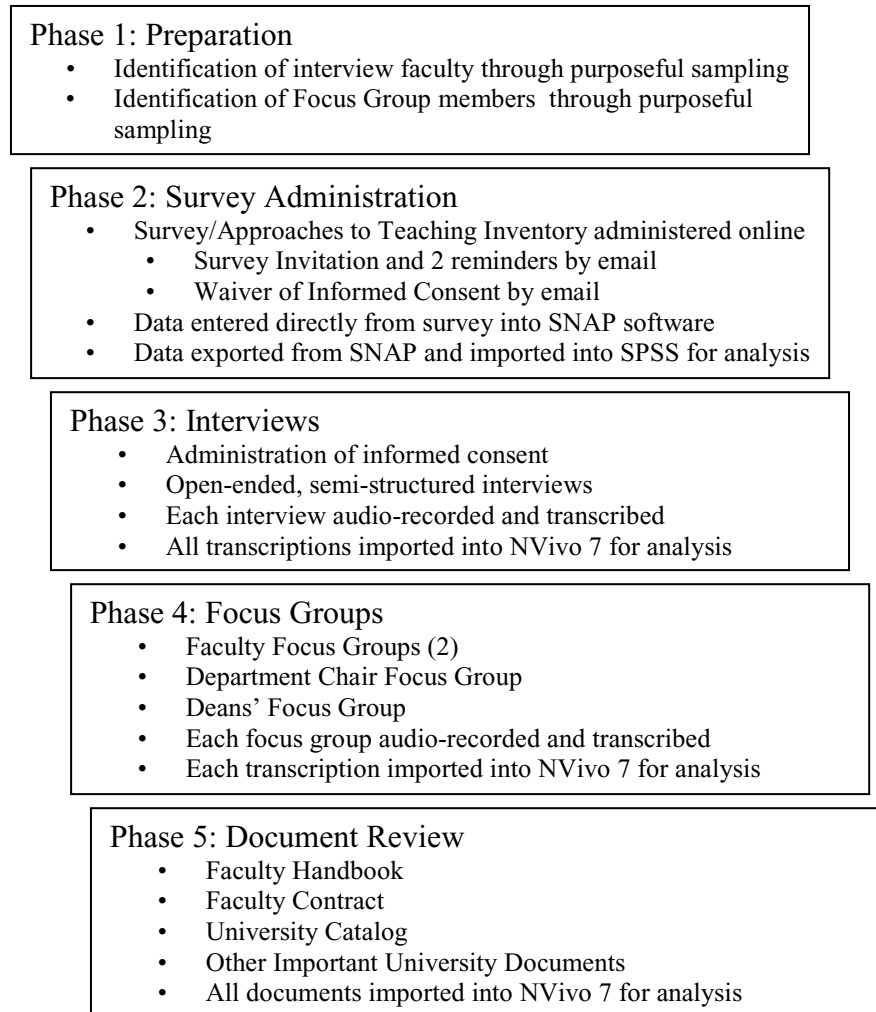 Phase 1: Preparation
• Identification of interview faculty through purposeful sampling
• Identification of Focus Group members through purposeful
sampling
Phase 2: Survey Administration
• Survey/Approaches to Teaching Inventory administered online
• Survey Invitation and 2 reminders by email
• Waiver of Informed Consent by email
• Data entered directly from survey into SNAP software
• Data exported from SNAP and imported into SPSS for analysis
Phase 3: Interviews
• Administration of informed consent
• Open-ended, semi-structured interviews
• Each interview audio-recorded and transcribed
• All transcriptions imported into NVivo 7 for analysis
Phase 4: Focus Groups
• Faculty Focus Groups (2)
• Department Chair Focus Group
• Deans’ Focus Group
• Each focus group audio-recorded and transcribed
• Each transcription imported into NVivo 7 for analysis
Phase 5: Document Review
• Faculty Handbook
• Faculty Contract
• University Catalog
• Other Important University Documents
• All documents imported into NVivo 7 for analysis